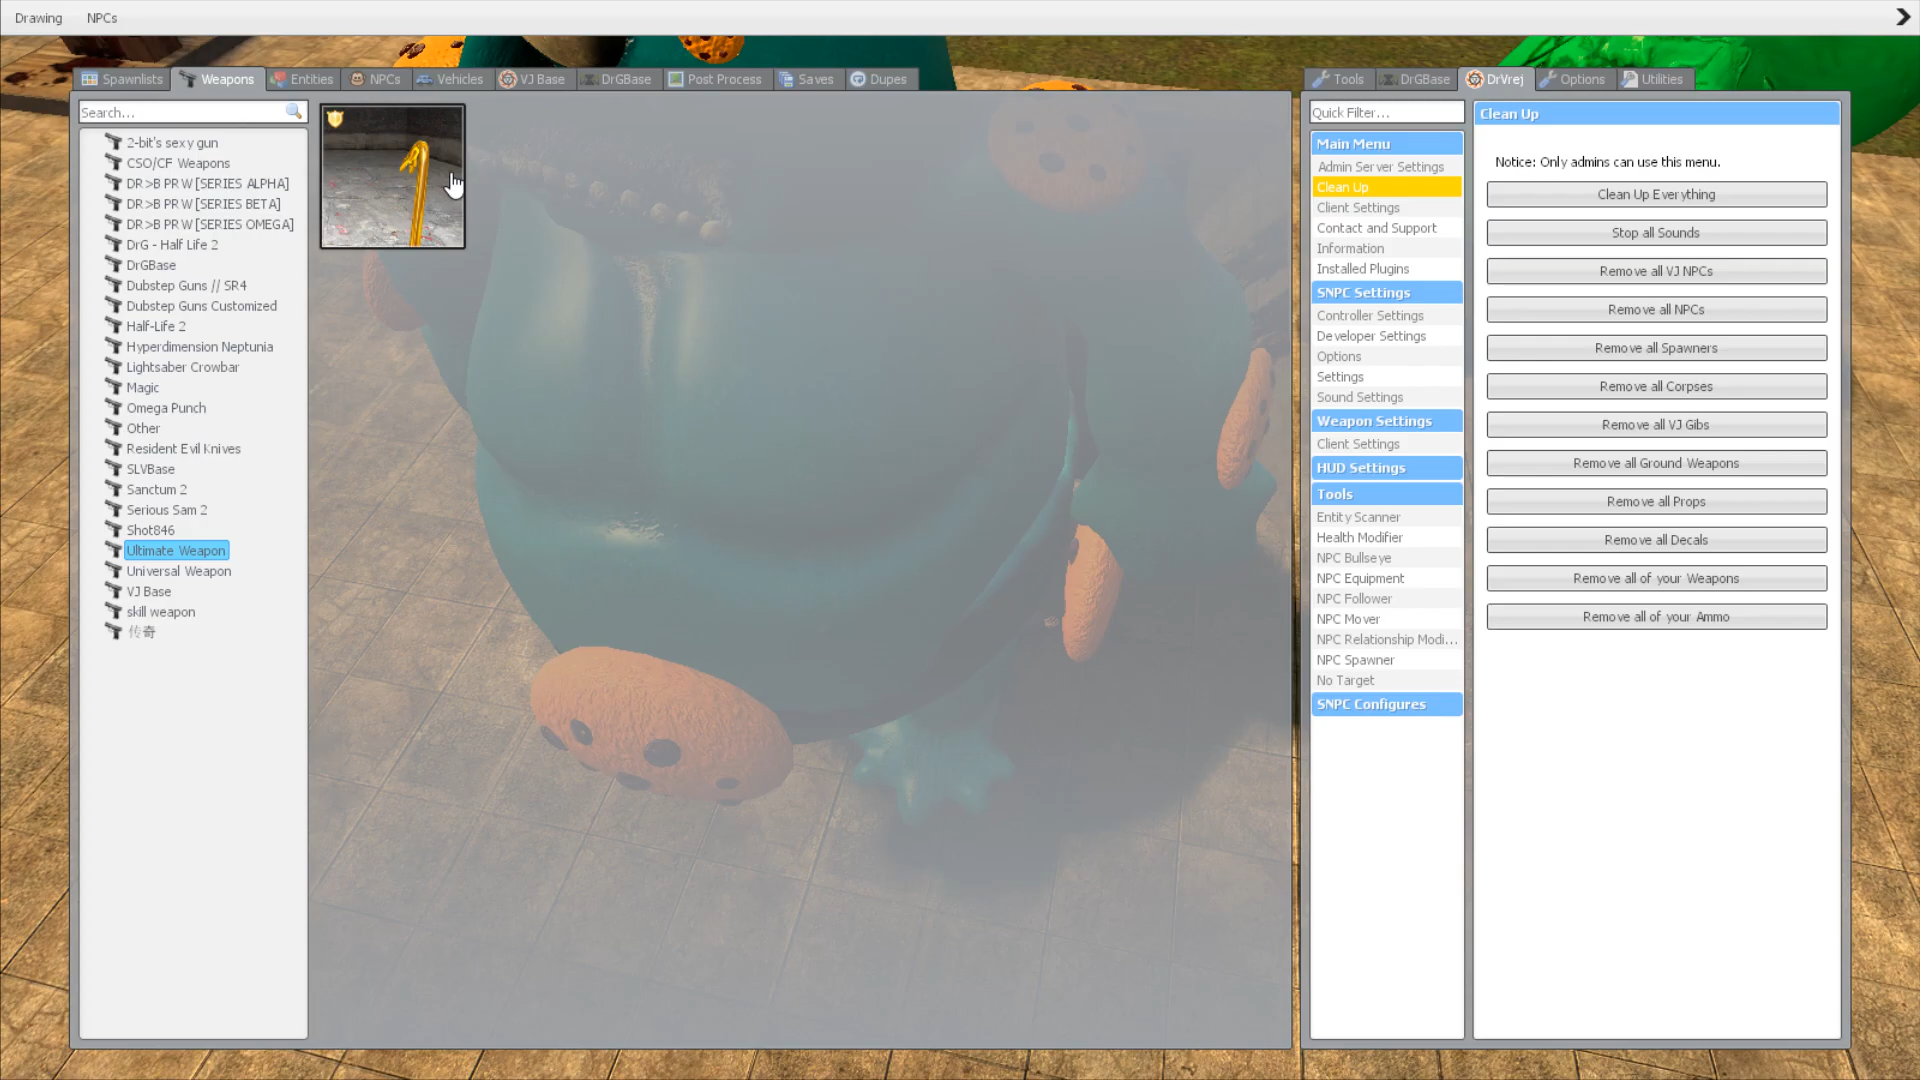 Drawing NPCs
Spawnlists Weapons Entities NPCs Vehicles VJ Base DrGBase Post Process Saves Dupes
Search...
2-bit's sexy gun
CSO/CF Weapons
DR>B PRW [SERIES ALPHA]
DR>B PRW [SERIES BETA]
DR>B PRW [SERIES OMEGA]
DrG - Half Life 2
DrGBase
Dubstep Guns // SR4
Dubstep Guns Customized
Half-Life 2
Hyperdimension Neptunia
Lightsaber Crowbar
Magic
Omega Punch
Other
Resident Evil Knives
SLVBase
Sanctum 2
Serious Sam 2
Shot846
Ultimate Weapon
Universal Weapon
VJ Base
skill weapon
传奇
Tools DrGBase DrVrej Options Utilities
Quick Filter...
Main Menu
Admin Server Settings
Clean Up
Client Settings
Contact and Support
Information
Installed Plugins
SNPC Settings
Controller Settings
Developer Settings
Options
Settings
Sound Settings
Weapon Settings
Client Settings
HUD Settings
Tools
Entity Scanner
Health Modifier
NPC Bullseye
NPC Equipment
NPC Follower
NPC Mover
NPC Relationship Modi...
NPC Spawner
No Target
SNPC Configures
Clean Up
Notice: Only admins can use this menu.
Clean Up Everything
Stop all Sounds
Remove all VJ NPCs
Remove all NPCs
Remove all Spawners
Remove all Corpses
Remove all VJ Gibs
Remove all Ground Weapons
Remove all Props
Remove all Decals
Remove all of your Weapons
Remove all of your Ammo